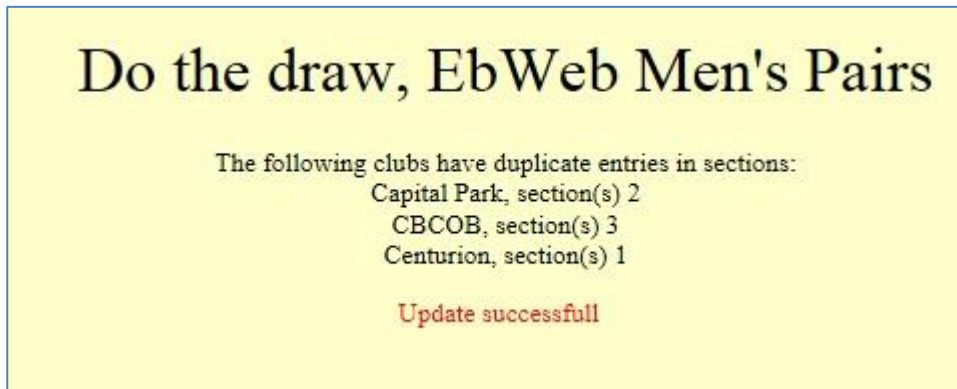 Do the draw, EbWeb Men's Pairs
The following clubs have duplicate entries in sections:
Capital Park, section(s) 2
CBCOB, section(s) 3
Centurion, section(s) 1
Update successfull